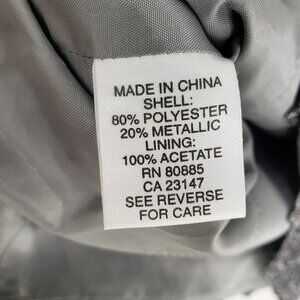 MADE IN CHINA
SHELL:
80% POLYESTER
20% METALLIC
LINING:
100% ACETATE
RN 80885
CA 23147
SEE REVERSE
FOR CARE